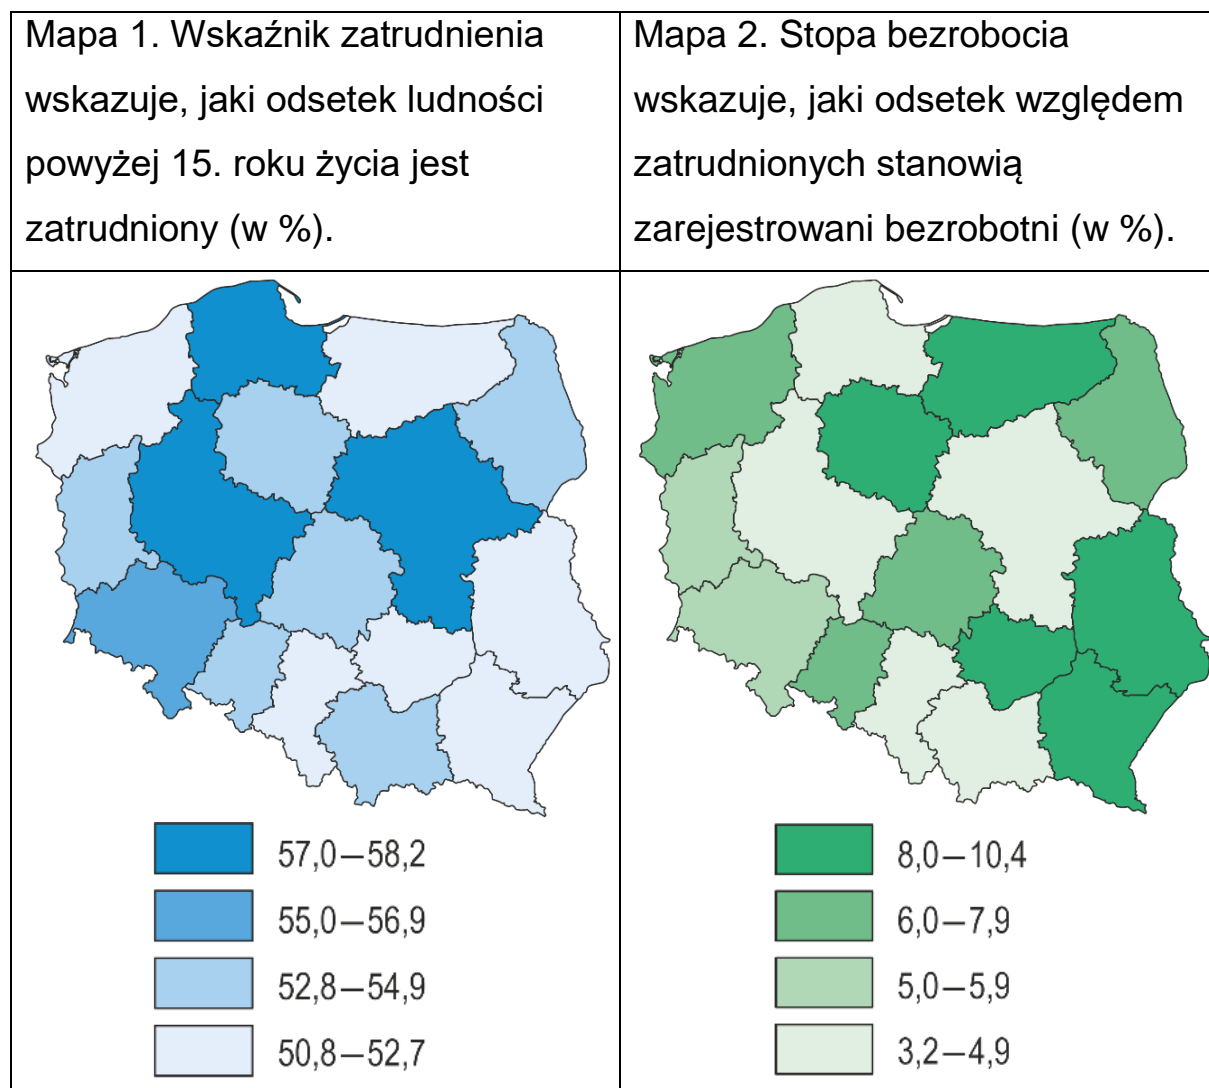 Mapa 1. Wskaźnik zatrudnienia
wskazuje, jaki odsetek ludności
powyżej 15. roku życia jest
zatrudniony (w %).
Mapa 2. Stopa bezrobocia
wskazuje, jaki odsetek względem
zatrudnionych stanowią
zarejestrowani bezrobotni (w %).
57,0—58,2
55,0—56,9
52,8—54,9
50,8—52,7
8,0—10,4
6,0—7,9
5,0—5,9
3,2—4,9